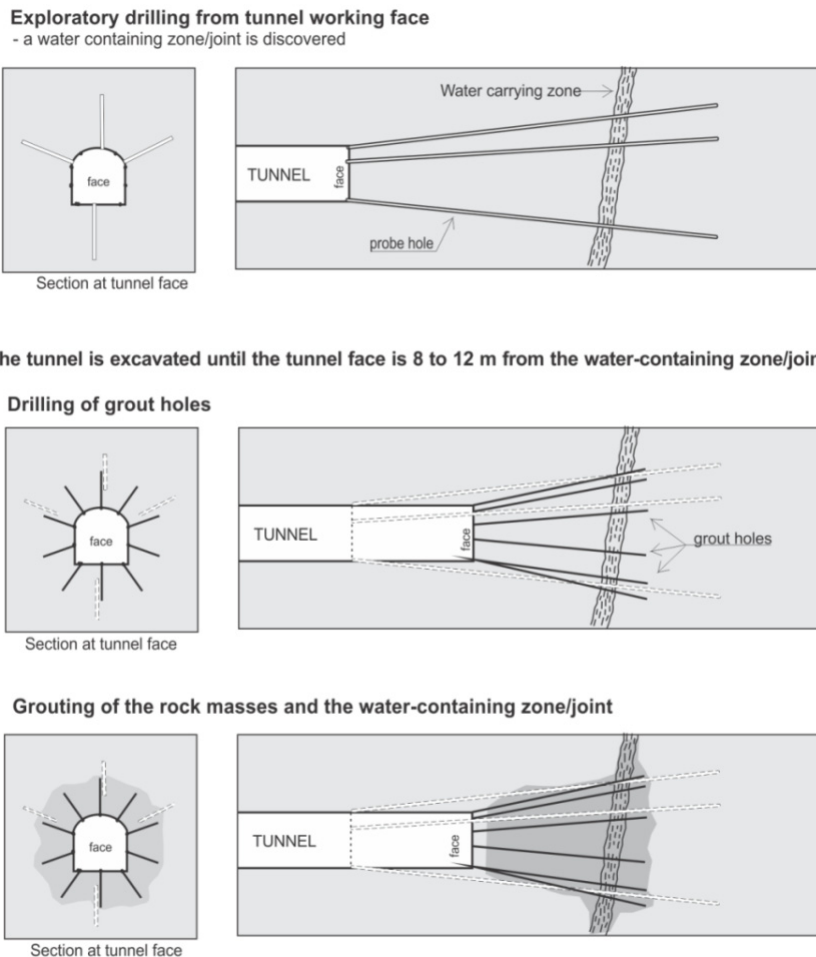 Exploratory drilling from tunnel working face
- a water containing zone/joint is discovered
face
Section at tunnel face
Water carrying zone
TUNNEL
face
probe hole
he tunnel is excavated until the tunnel face is 8 to 12 m from the water-containing zone/join
Drilling of grout holes
face
Section at tunnel face
TUNNEL
face
grout holes
Grouting of the rock masses and the water-containing zone/joint
face
Section at tunnel face
TUNNEL
face